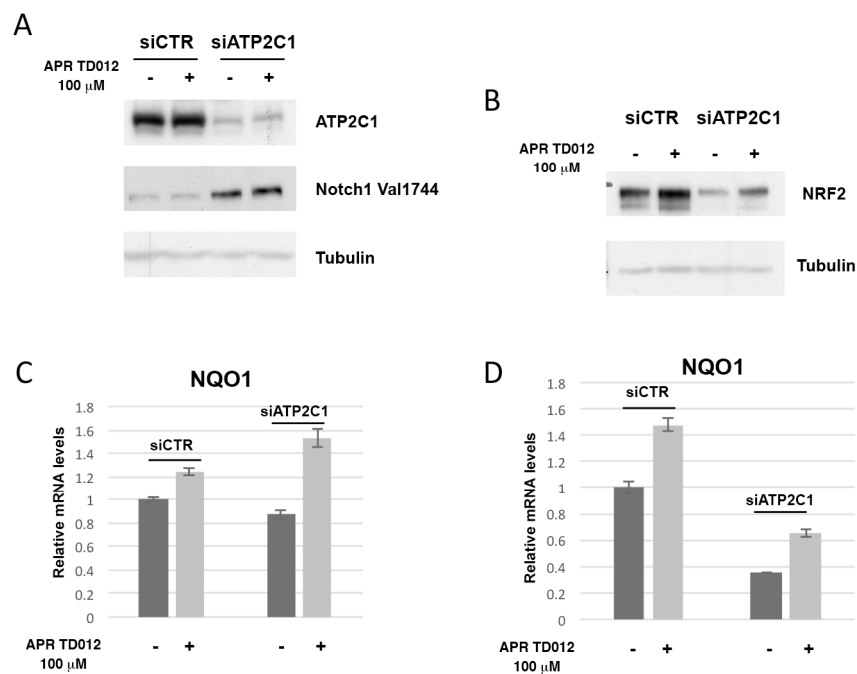 A
siCTR siATP2C1
APR TD012
100 μM
- + - +
ATP2C1
Notch1 Val1744
Tubulin
B
siCTR siATP2C1
APR TD012
100 μM
- + - +
NRF2
Tubulin
C
NQO1
Relative mRNA levels
1.8
1.6
1.4
1.2
1
0.8
0.6
0.4
0.2
0
siCTR
siATP2C1
APR TD012
100 μM
- + - +
D
NQO1
Relative mRNA levels
1.8
1.6
1.4
1.2
1
0.8
0.6
0.4
0.2
0
siCTR
siATP2C1
APR TD012
100 μM
- + - +